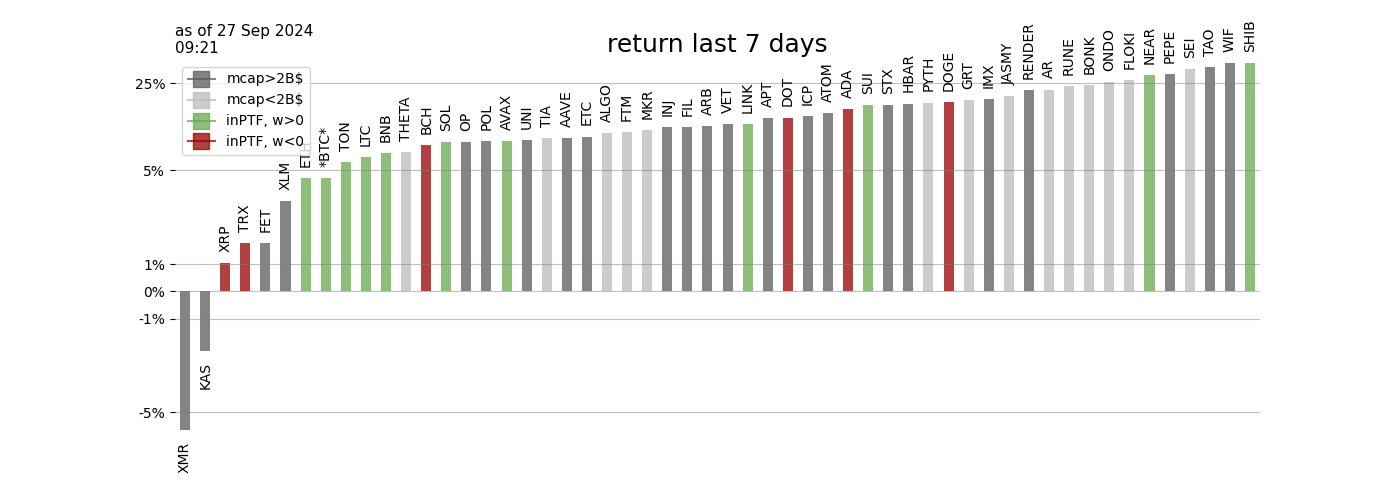 as of 27 Sep 2024
09:21
return last 7 days
mcap>2B$
mcap<2B$
inPTF, w>0
inPTF, w<0
25%
5%
1%
0%
-1%
-5%
XMR
KAS
XRP
TRX
FET
XLM
ETH
*BTC*
TON
LTC
BNB
THETA
BCH
SOL
OP
POL
AVAX
UNI
TIA
AAVE
ETC
ALGO
FTM
MKR
INJ
FIL
ARB
VET
LINK
APT
DOT
ICP
ATOM
ADA
SUI
STX
HBAR
PYTH
DOGE
GRT
IMX
JASMY
RENDER
AR
RUNE
BONK
ONDO
FLOKI
NEAR
PEPE
SEI
TAO
WIF
SHIB